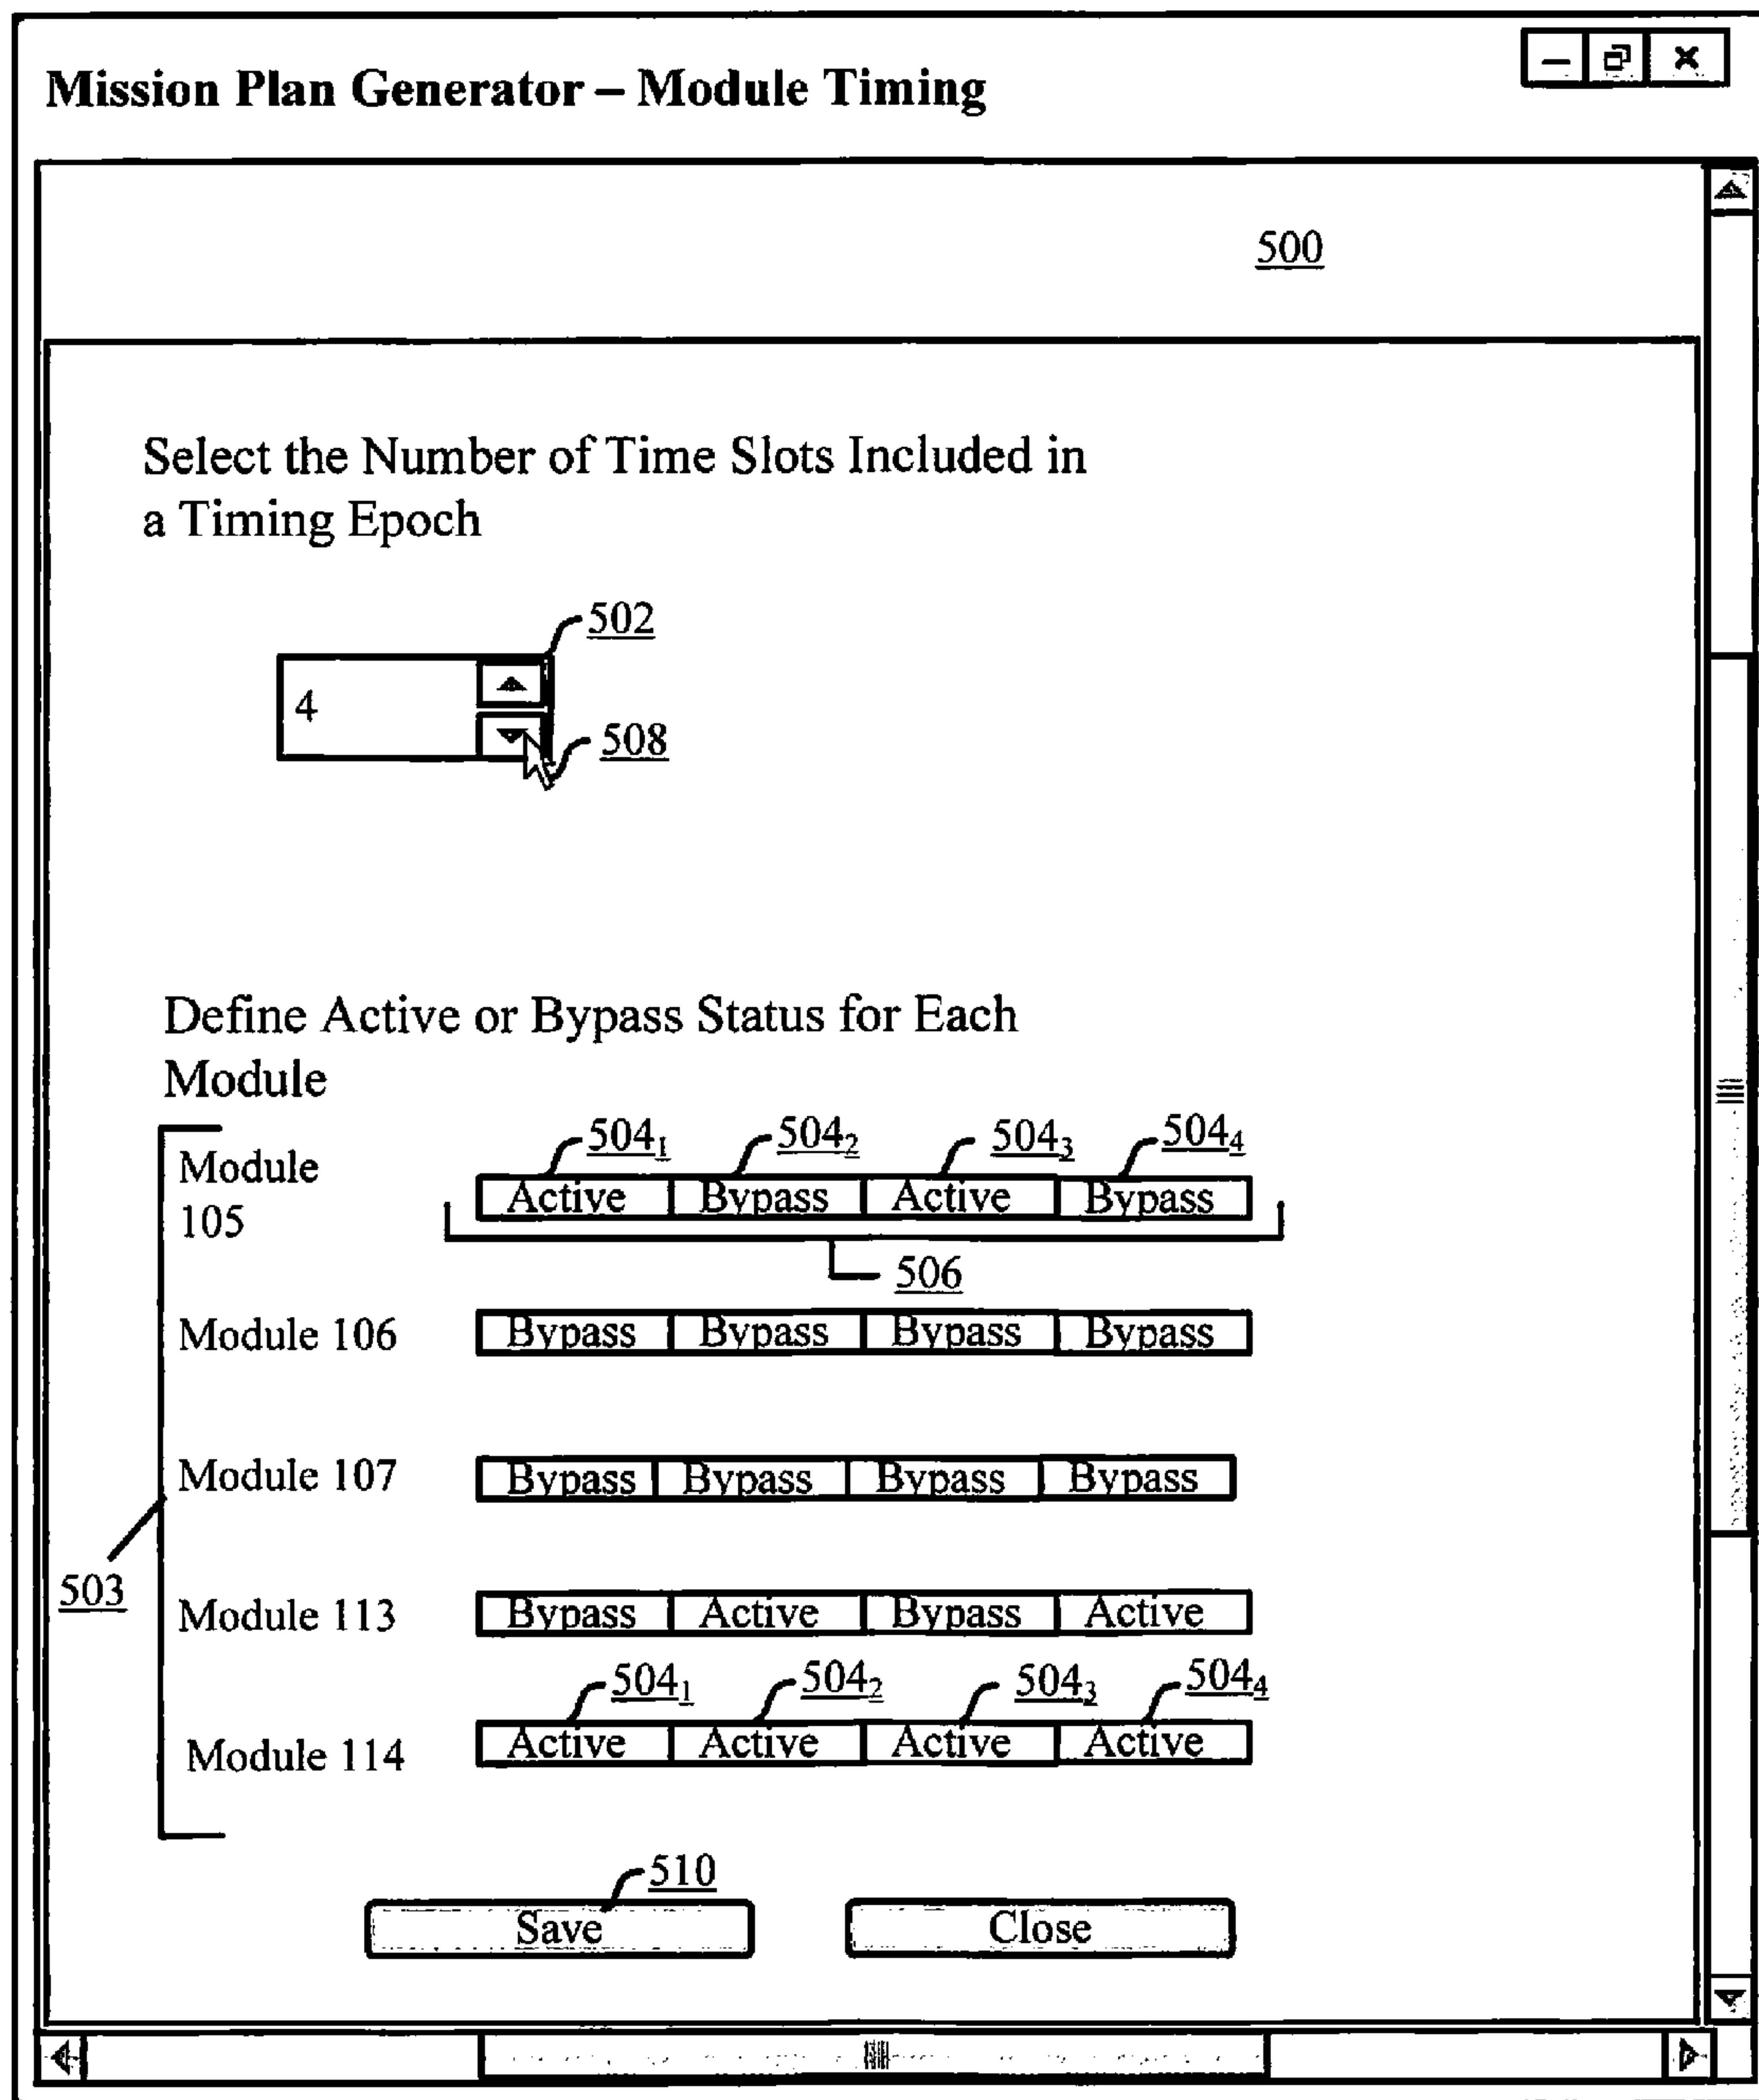 Mission Plan Generator – Module Timing
500
Select the Number of Time Slots Included in
a Timing Epoch
502
4
508
Define Active or Bypass Status for Each
Module
504₁ 504₂ 504₃ 504₄
Module
105
Active Bypass Active Bypass
506
Module 106 Bypass Bypass Bypass Bypass
Module 107 Bypass Bypass Bypass Bypass
503
Module 113 Bypass Active Bypass Active
504₁ 504₂ 504₃ 504₄
Module 114 Active Active Active Active
510
Save Close